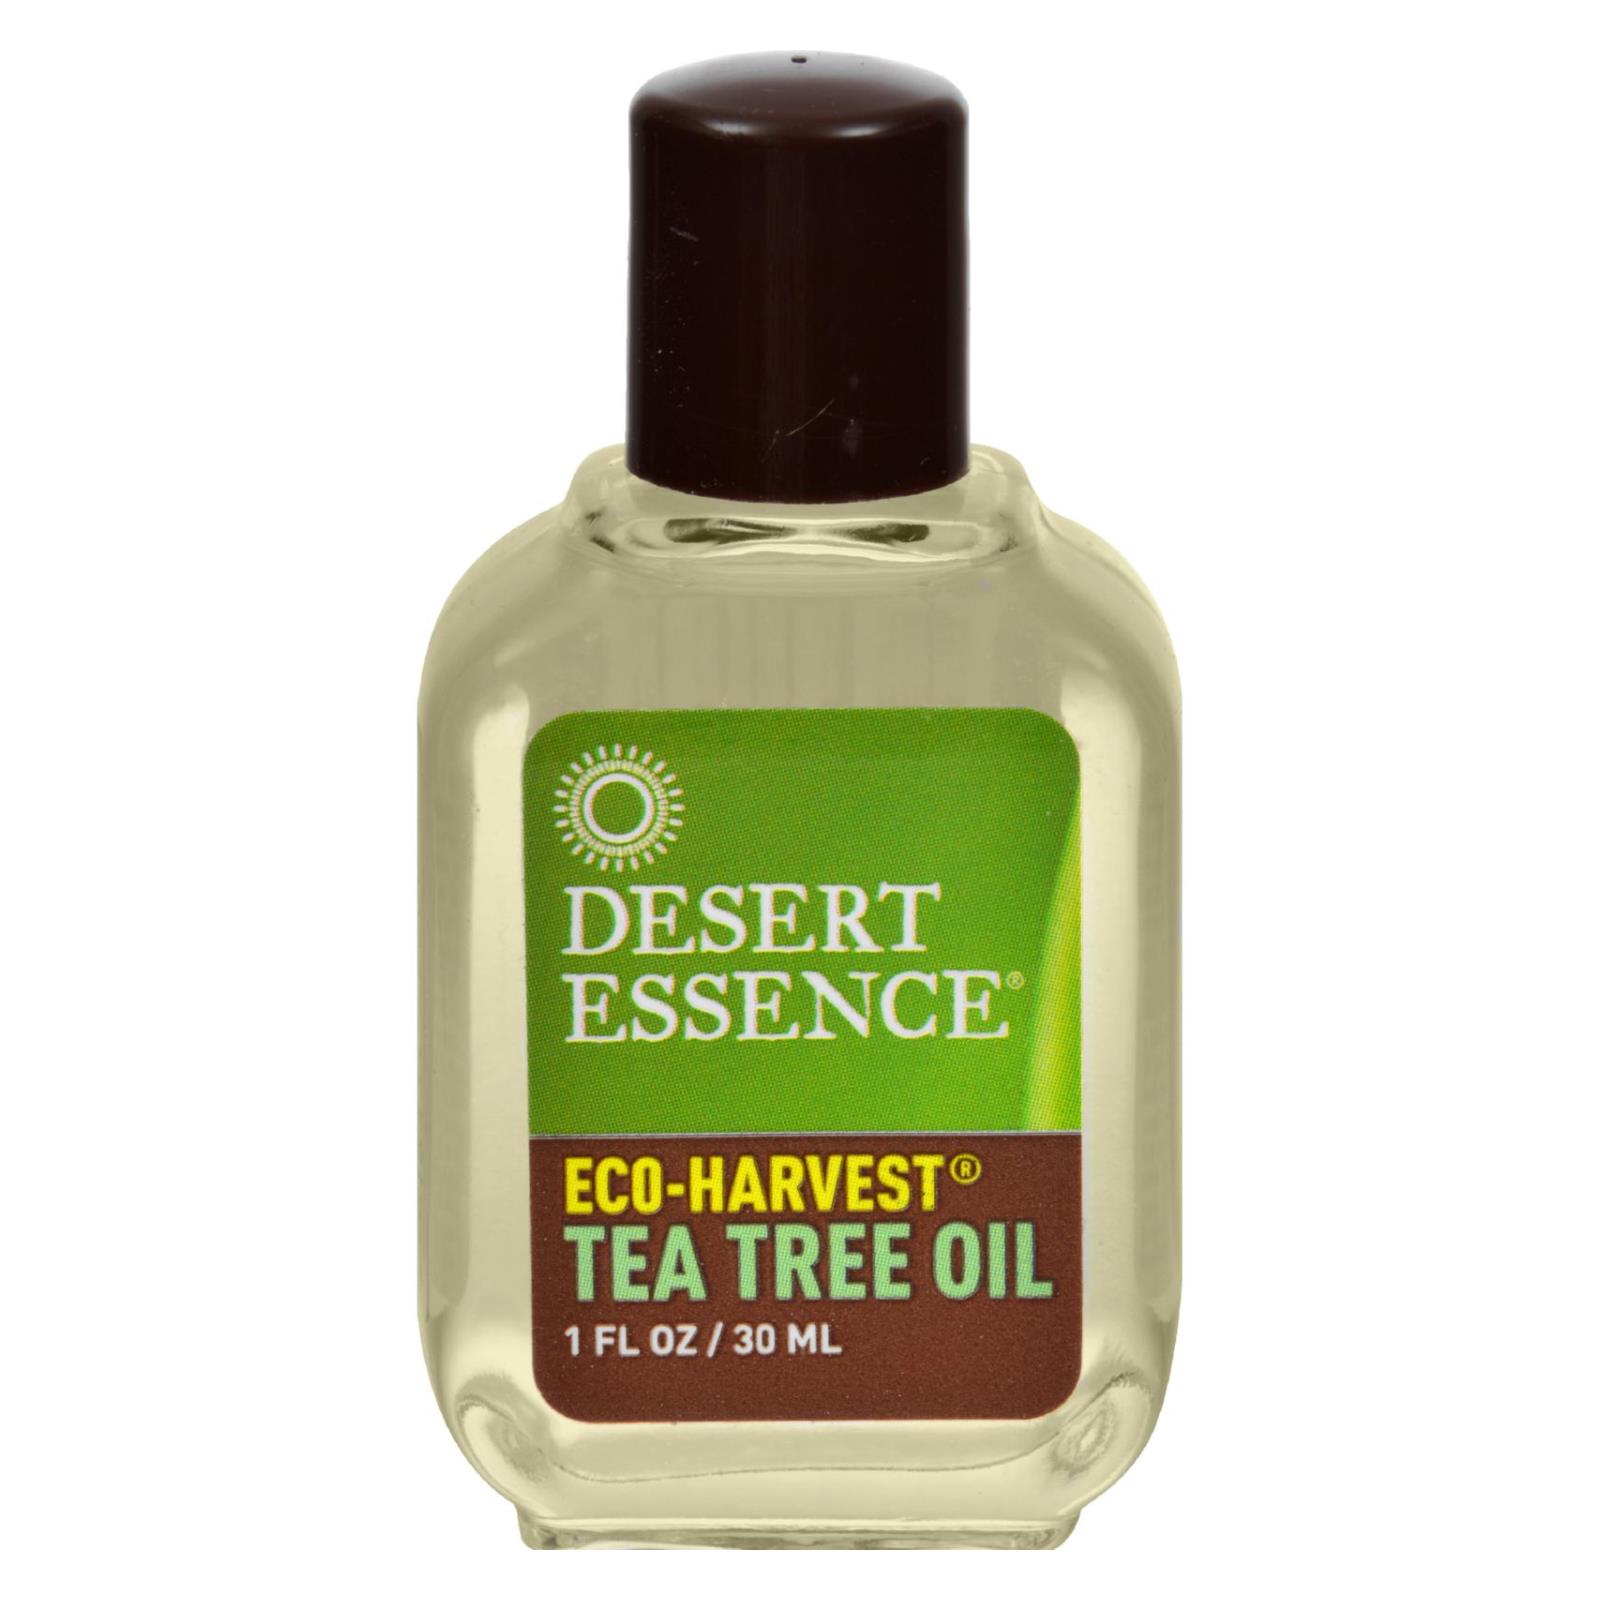 DESERT
ESSENCE®
ECO-HARVEST®
TEA TREE OIL
1 FL OZ / 30 ML